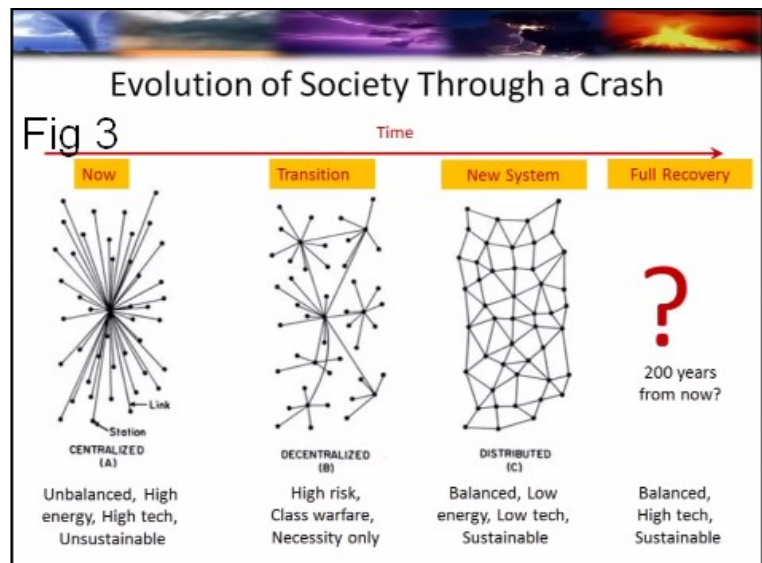 Evolution of Society Through a Crash
Fig 3
Time
Now
Transition
New System
Full Recovery
Link
Station
CENTRALIZED
(A)
DECENTRALIZED
(B)
DISTRIBUTED
(C)
?
200 years
from now?
Unbalanced, High
energy, High tech,
Unsustainable
High risk,
Class warfare,
Necessity only
Balanced, Low
energy, Low tech,
Sustainable
Balanced,
High tech,
Sustainable